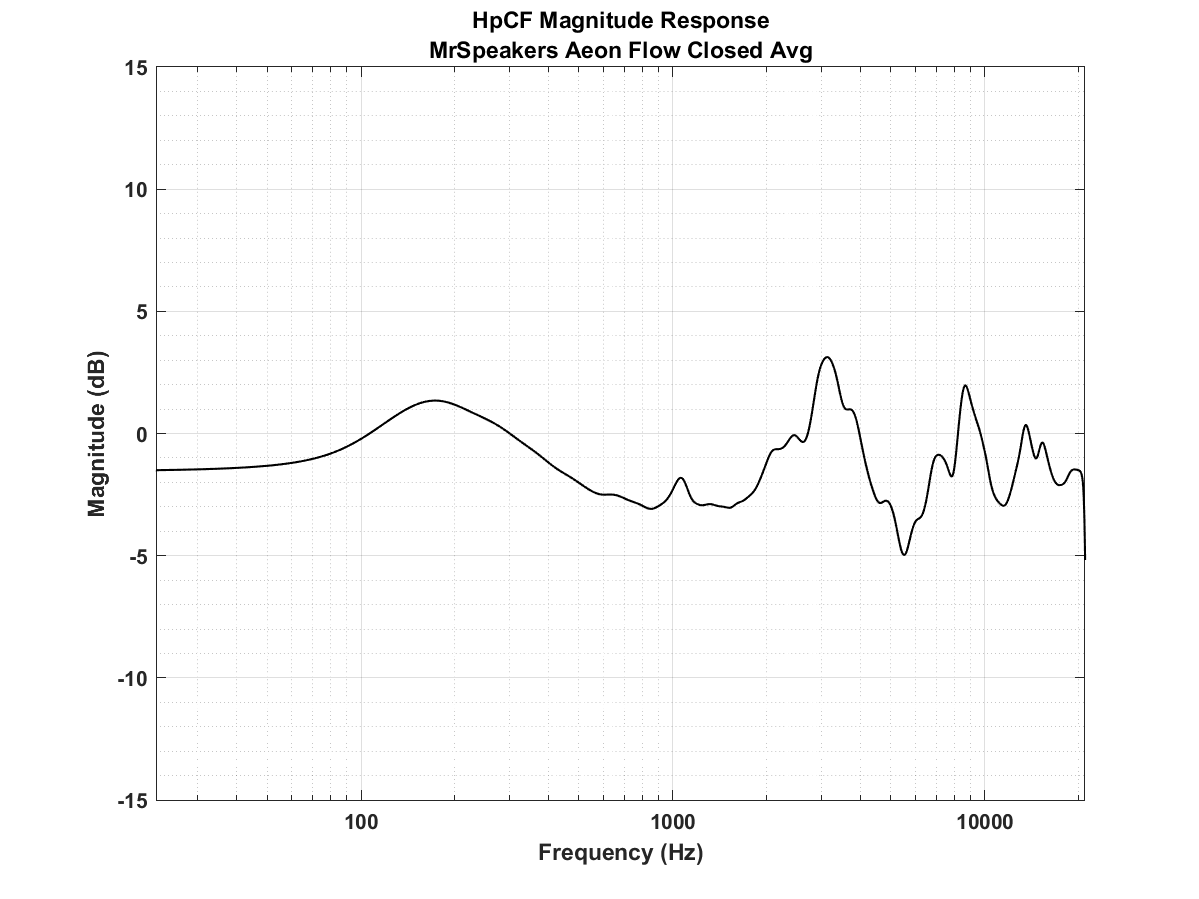 HpCF Magnitude Response
MrSpeakers Aeon Flow Closed Avg
15
10
5
0
-5
-10
-15
Magnitude (dB)
100 1000 10000
Frequency (Hz)